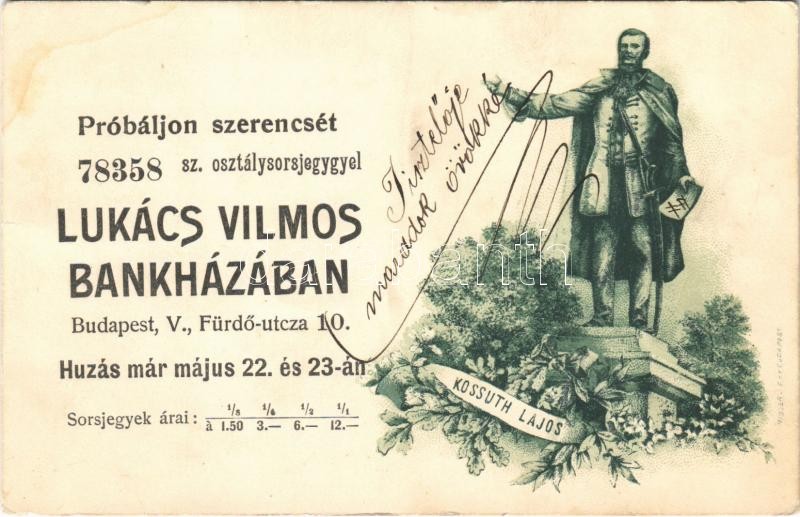 Próbáljon szerencsét
78358 sz. osztálysorsjegygyel
LUKÁCS VILMOS
BANKHÁZÁBAN
Budapest, V., Fürdő-utcza 10.
Huzás már május 22. és 23-án
Sorsjegyek árai: 1/8 1/4 1/2 1/1
à 1.50 3.— 6.— 12.—
Tisztelője
maradok örökké
KOSSUTH LAJOS